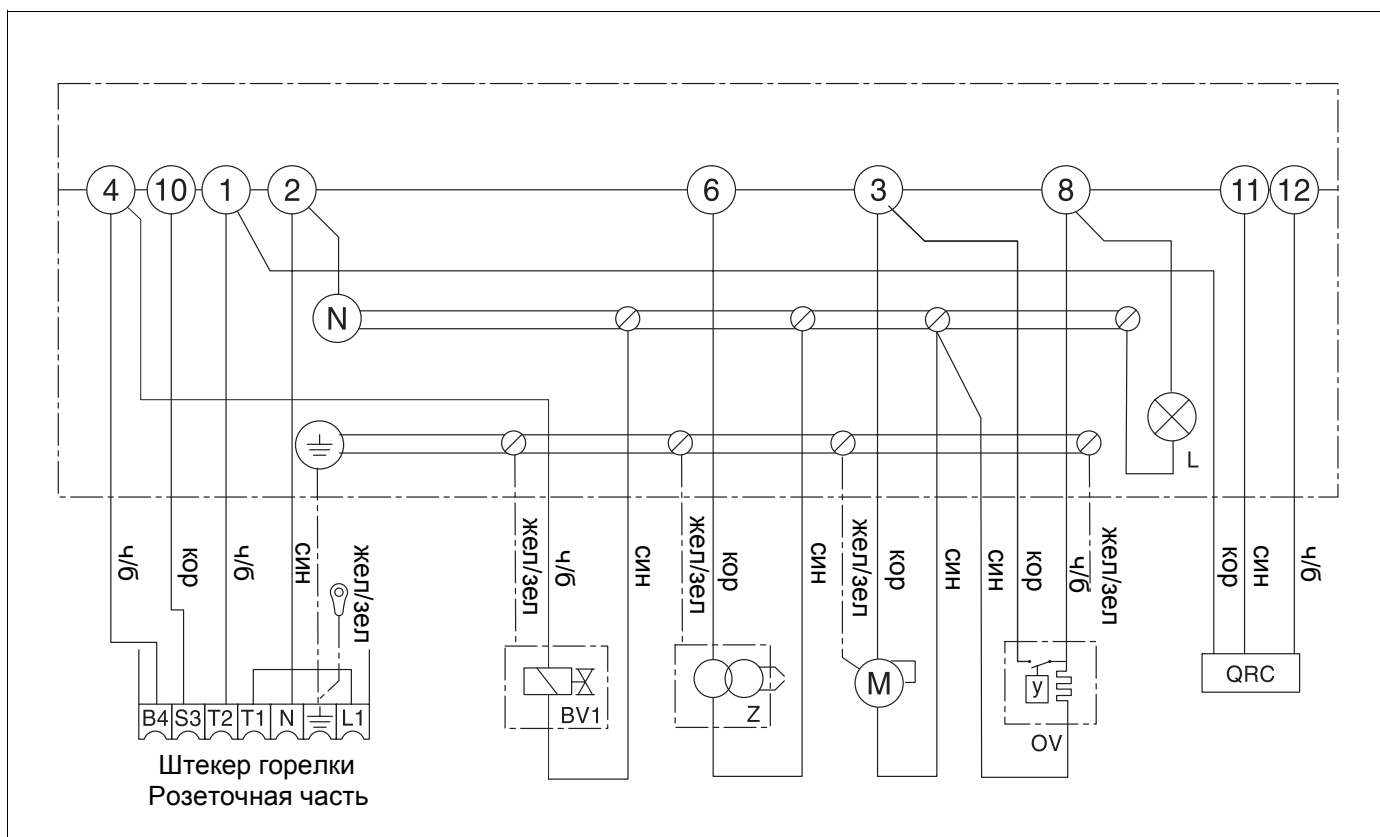 4 10 1 2 6 3 8 11 12
N
L
ч/б
кор
ч/б
син
жел/зел
жел/зел
ч/б
син
жел/зел
кор
син
жел/зел
кор
син
син
кор
ч/б
жел/зел
кор
син
ч/б
B4 S3 T2 T1 N L1
BV1
Z
M
y
OV
QRC
Штекер горелки
Розеточная часть